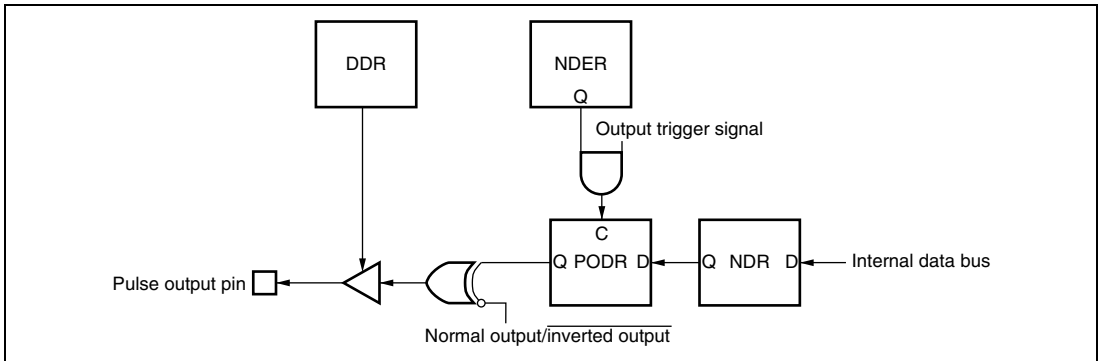 DDR
NDER
Q
Output trigger signal
C
Q PODR D
Q NDR D
Internal data bus
Pulse output pin
Normal output/inverted output